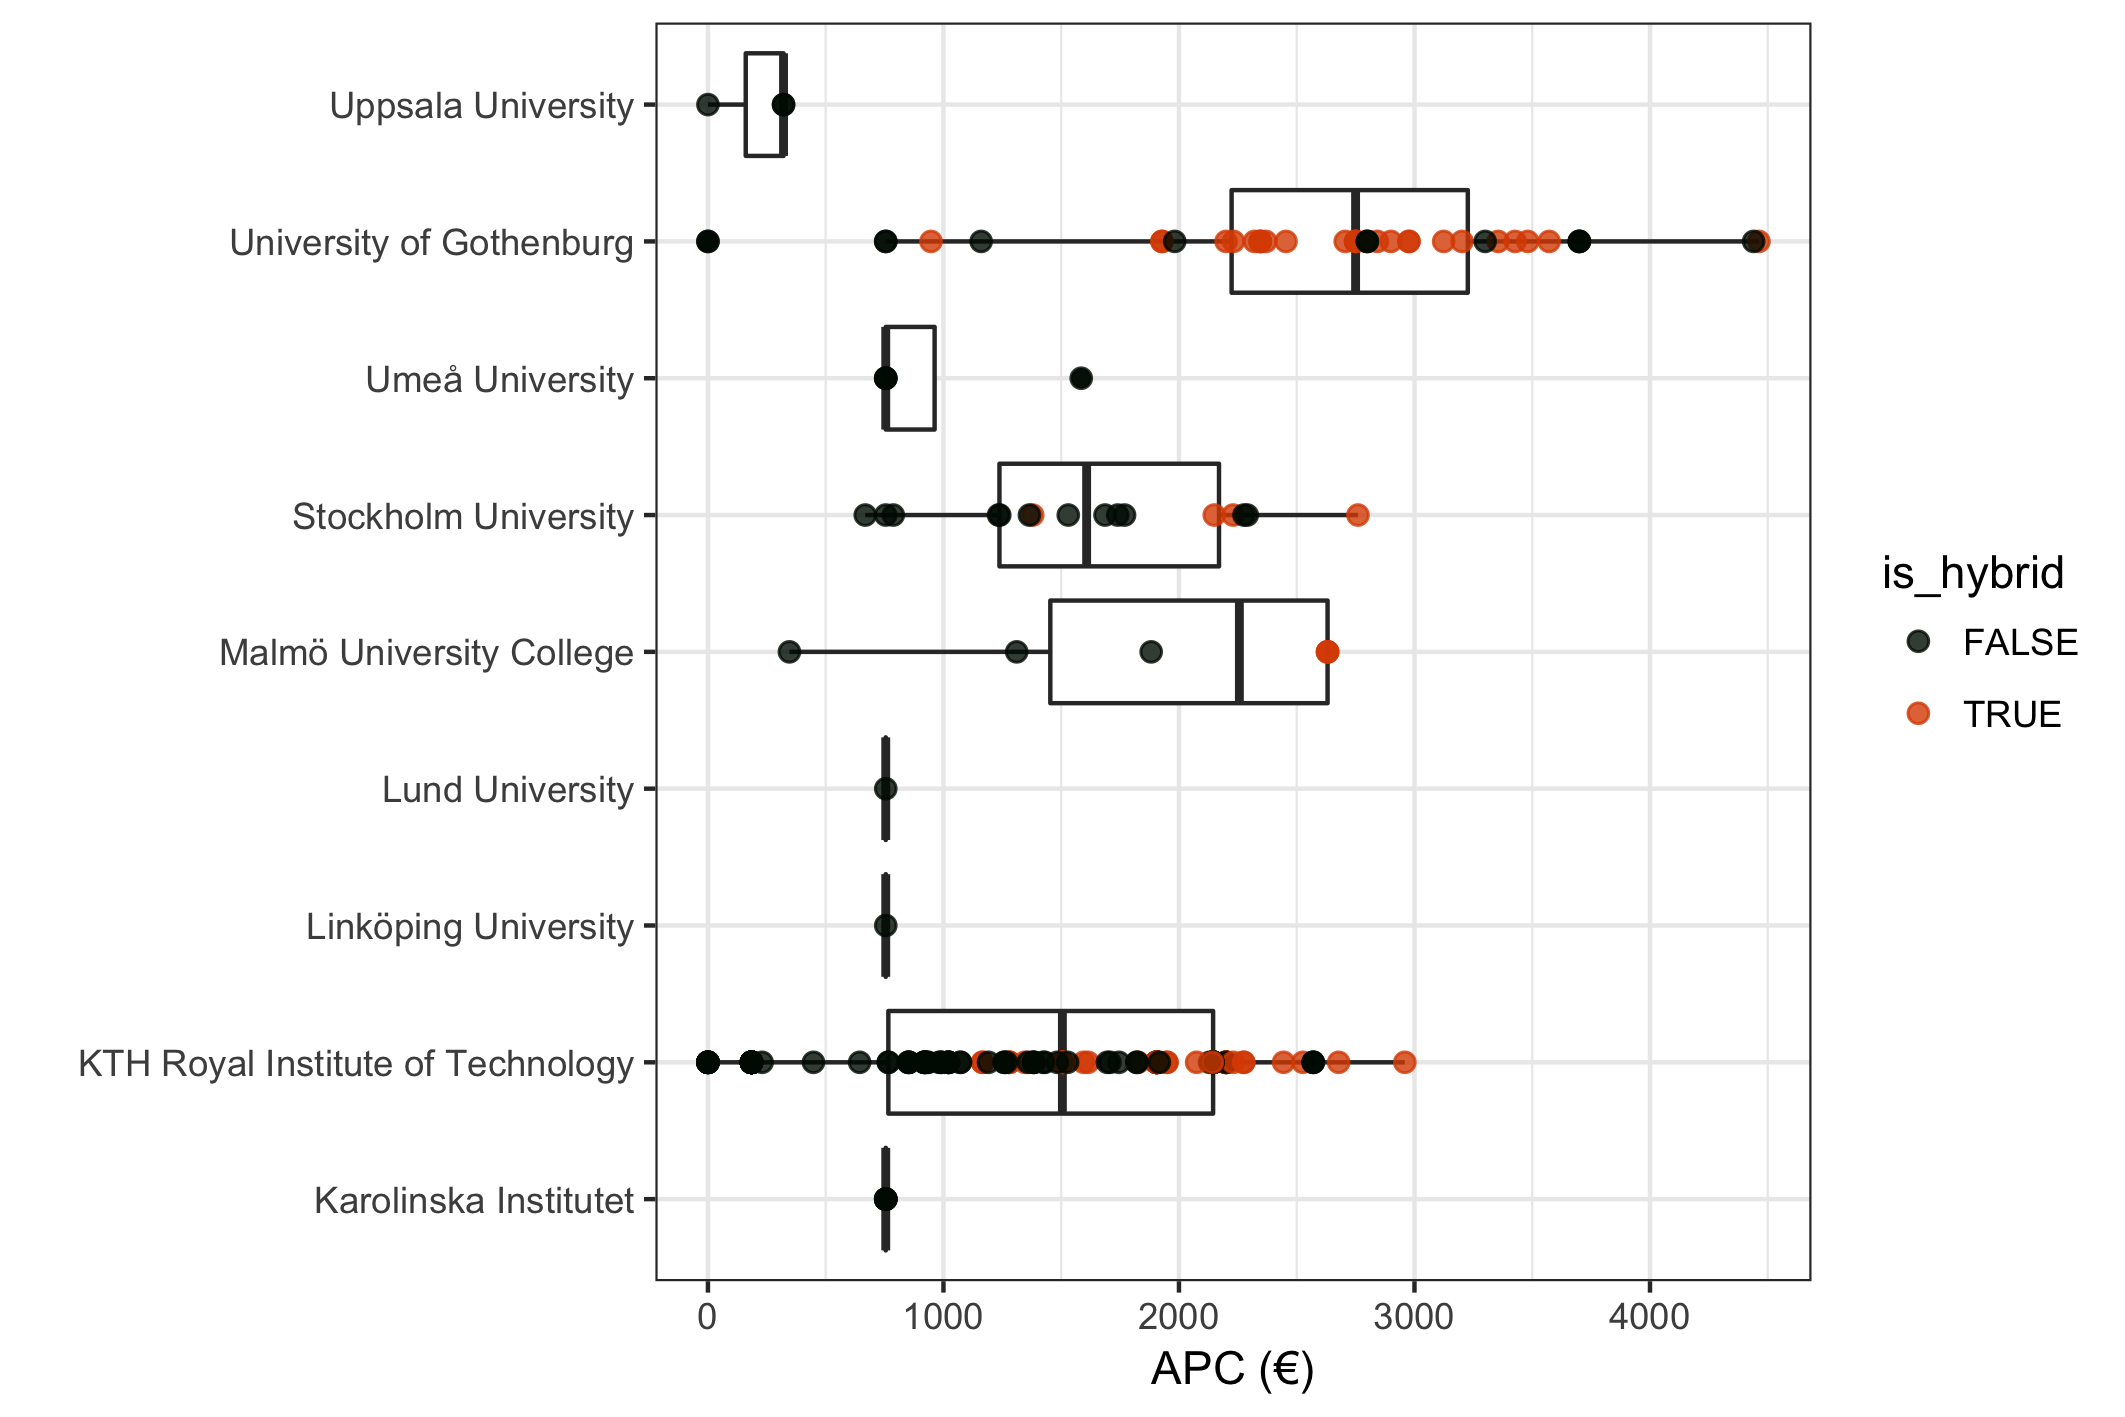 Uppsala University
University of Gothenburg
Umeå University
Stockholm University
Malmö University College
Lund University
Linköping University
KTH Royal Institute of Technology
Karolinska Institutet
0 1000 2000 3000 4000
APC (€)
is_hybrid
FALSE
TRUE